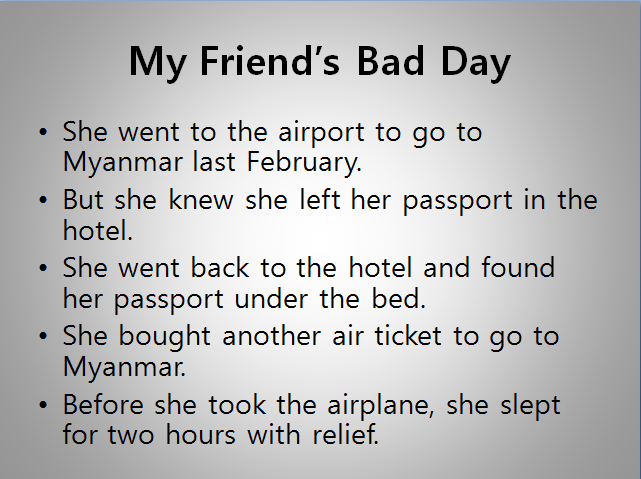 My Friend's Bad Day
• She went to the airport to go to
Myanmar last February.
• But she knew she left her passport in the
hotel.
• She went back to the hotel and found
her passport under the bed.
• She bought another air ticket to go to
Myanmar.
• Before she took the airplane, she slept
for two hours with relief.